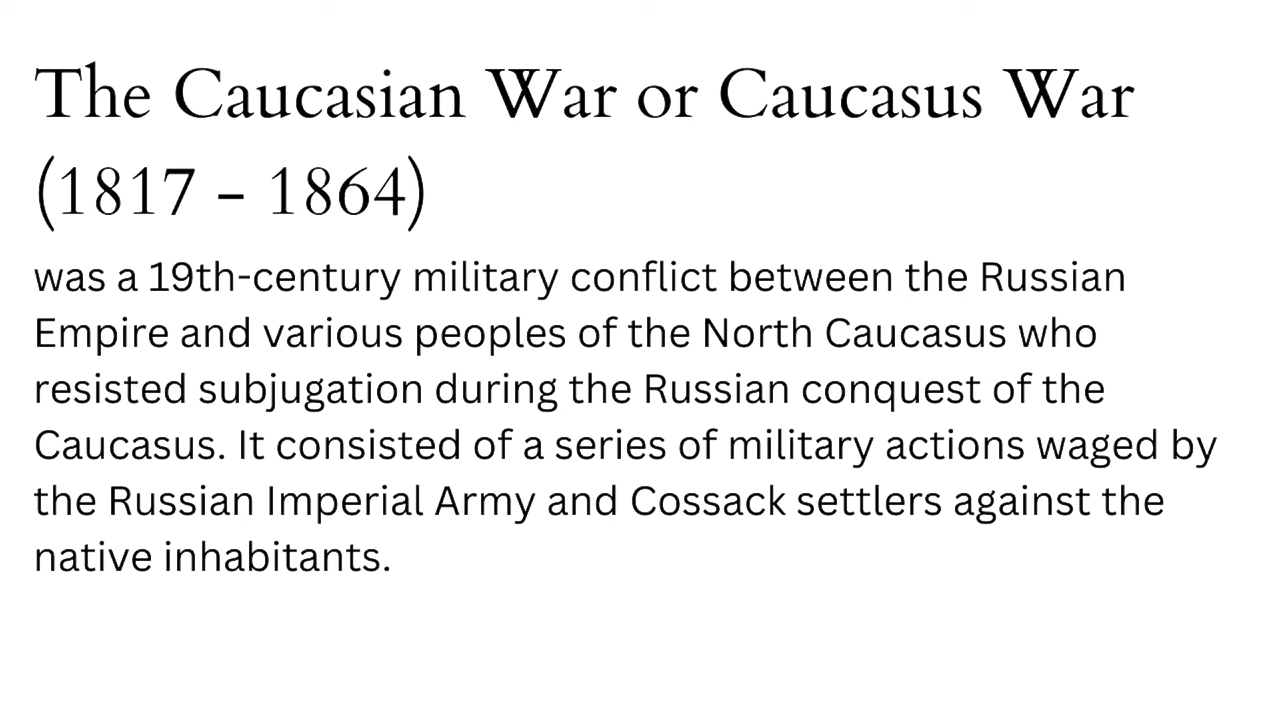 The Caucasian War or Caucasus War
(1817 – 1864)
was a 19th-century military conflict between the Russian
Empire and various peoples of the North Caucasus who
resisted subjugation during the Russian conquest of the
Caucasus. It consisted of a series of military actions waged by
the Russian Imperial Army and Cossack settlers against the
native inhabitants.